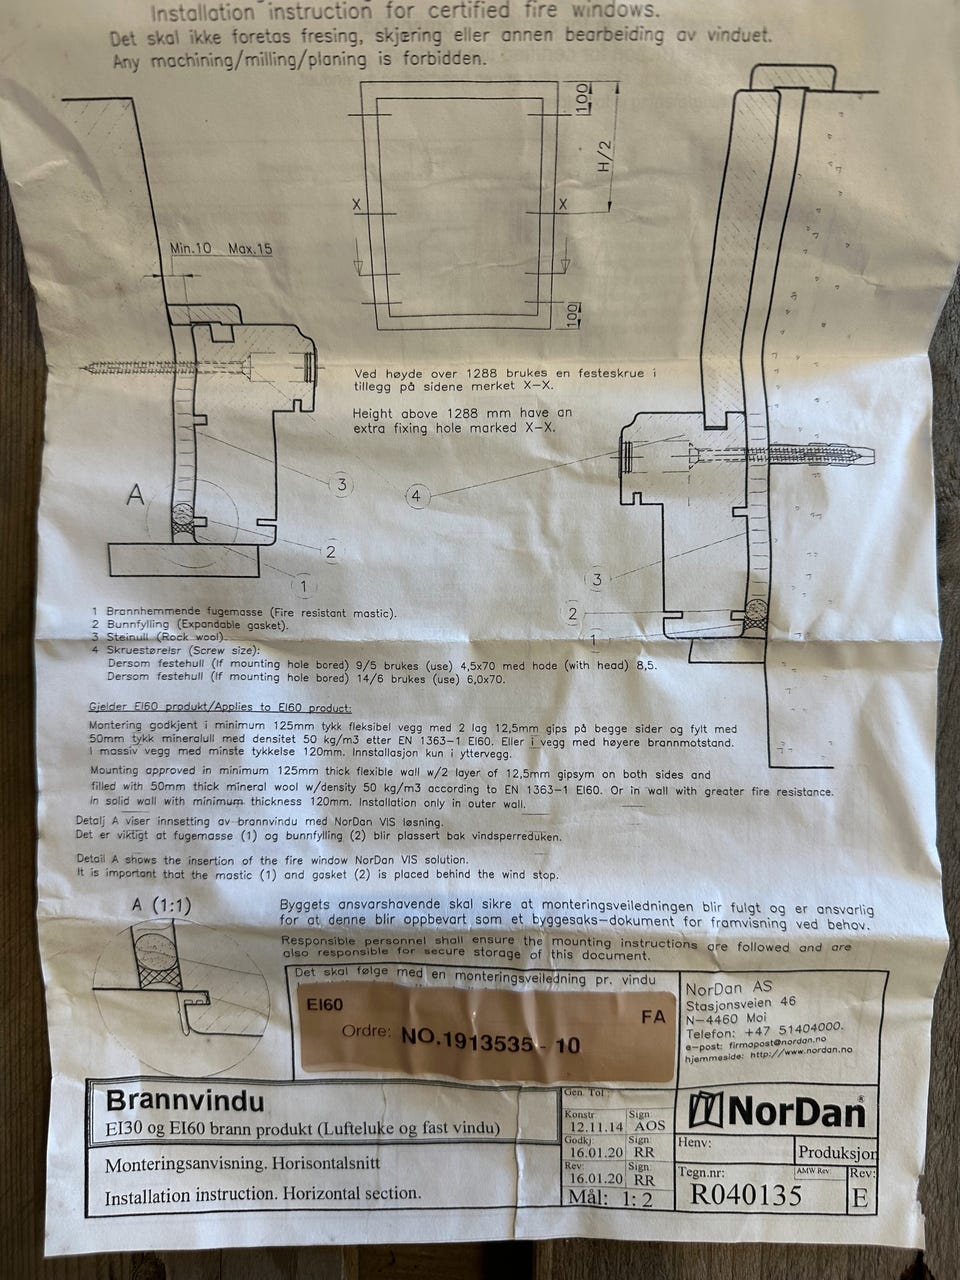 Installation instruction for certified fire windows.
Det skal ikke foretas fresing, skjæring eller annen bearbeiding av vinduet.
Any machining/milling/planing is forbidden.
100
H/2
X
X
Min.10 Max.15
100
Ved høyde over 1288 brukes en festeskrue i
tillegg på sidene merket X-X.
Height above 1288 mm have an
extra fixing hole marked X-X.
A
3
4
2
1
3
2
1
1 Brannhemmende fugemasse (Fire resistant mastic).
2 Bunnfylling (Expandable gasket).
3 Steinull (Rock wool).
4 Skruestørelsr (Screw size):
Dersom festehull (If mounting hole bored) 9/5 brukes (use) 4,5x70 med hode (with head) 8,5.
Dersom festehull (If mounting hole bored) 14/6 brukes (use) 6,0x70.
Gjelder EI60 produkt/Applies to EI60 product:
Montering godkjent i minimum 125mm tykk fleksibel vegg med 2 lag 12,5mm gips på begge sider og fylt med
50mm tykk mineralull med densitet 50 kg/m3 etter EN 1363-1 EI60. Eller i vegg med høyere brannmotstand.
I massiv vegg med minste tykkelse 120mm. Innstallasjon kun i yttervegg.
Mounting approved in minimum 125mm thick flexible wall w/2 layer of 12,5mm gipsym on both sides and
filled with 50mm thick mineral wool w/density 50 kg/m3 according to EN 1363-1 EI60. Or in wall with greater fire resistance.
In solid wall with minimum thickness 120mm. Installation only in outer wall.
Detalj A viser innsetting av brannvindu med NorDan VIS løsning.
Det er viktigt at fugemasse (1) og bunnfylling (2) blir plassert bak vindsperreduken.
Detail A shows the insertion of the fire window NorDan VIS solution.
It is important that the mastic (1) and gasket (2) is placed behind the wind stop.
A (1:1)
Byggets ansvarshavende skal sikre at monteringsveiledningen blir fulgt og er ansvarlig
for at denne blir oppbevart som et byggesaks-dokument for framvisning ved behov.
Responsible personnel shall ensure the mounting instructions are followed and are
also responsible for secure storage of this document.
Det skal følge med en monteringsveiledning pr. vindu
EI60
FA
Ordre: NO.1913535 - 10
NorDan AS
Stasjonsveien 46
N-4460 Moi
Telefon: +47 51404000.
e-post: firmapost@nordan.no
hjemmeside: http://www.nordan.no
Brannvindu
EI30 og EI60 brann produkt (Lufteluke og fast vindu)
Monteringsanvisning. Horisontalsnitt
Installation instruction. Horizontal section.
Gen. Tol :
Konstr. Sign
12.11.14 AOS
Godkj: Sign:
16.01.20 RR
Rev: Sign:
16.01.20 RR
Mål: 1: 2
NorDan®
Henv:
Produksjon
Tegn.nr:
R040135
AMW Rev:
Rev:
E